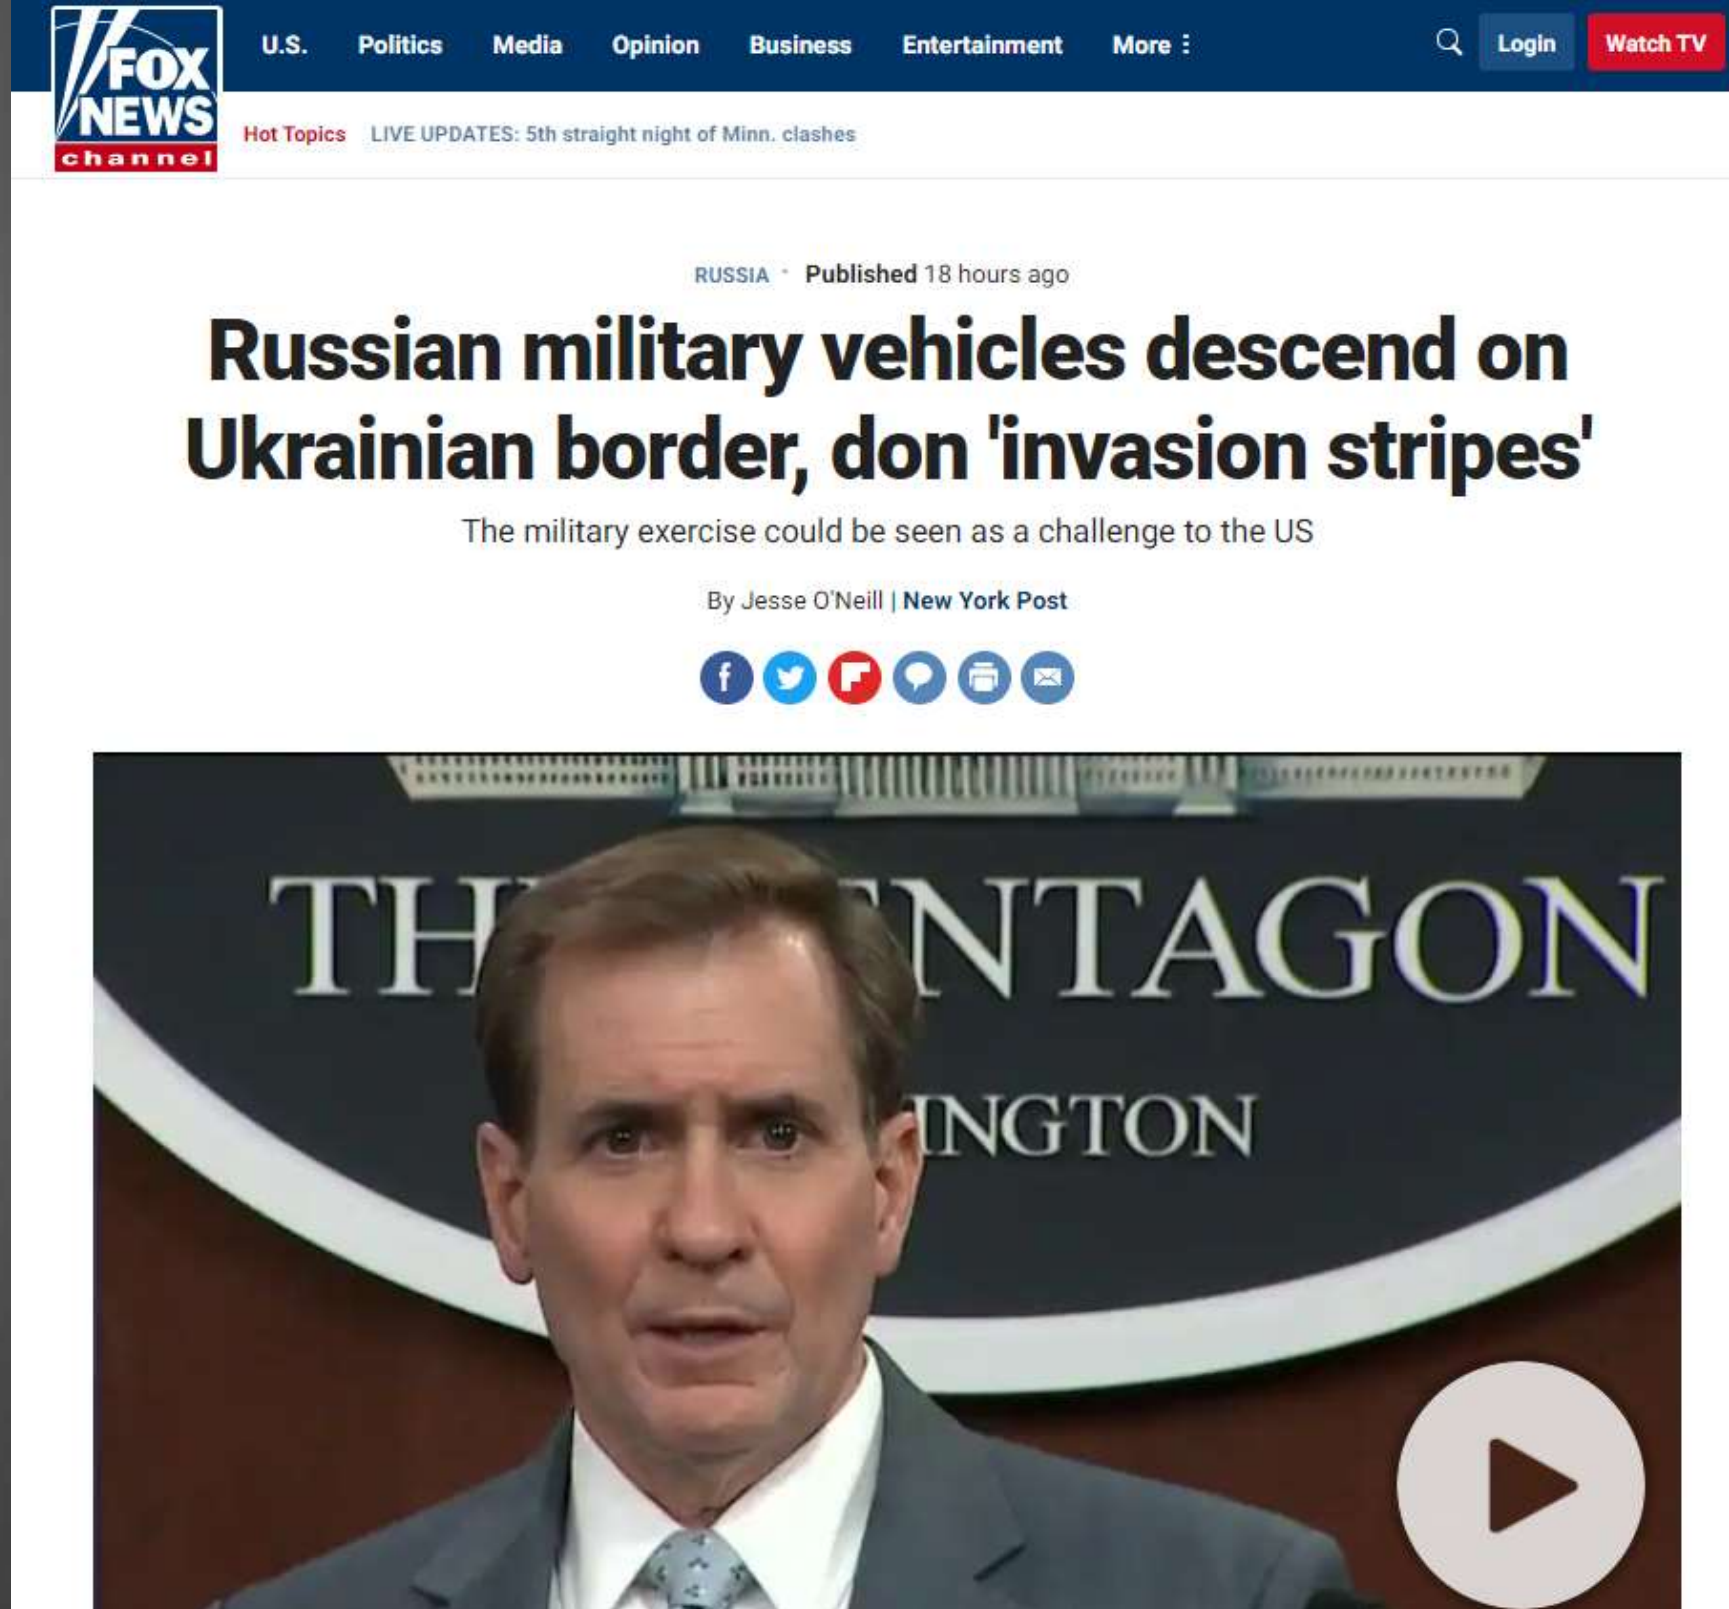 FOX
NEWS
channel
U.S. Politics Media Opinion Business Entertainment More Login Watch TV
Hot Topics LIVE UPDATES: 5th straight night of Minn. clashes
RUSSIA · Published 18 hours ago
Russian military vehicles descend on
Ukrainian border, don 'invasion stripes'
The military exercise could be seen as a challenge to the US
By Jesse O'Neill | New York Post
TH NTAGON
INGTON